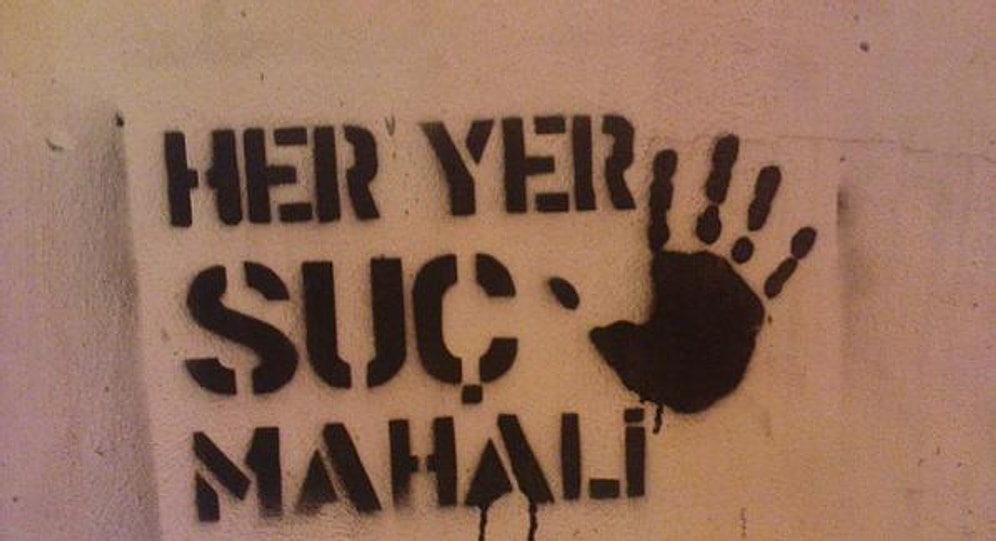 HER YER
SUÇ
MAHALİ